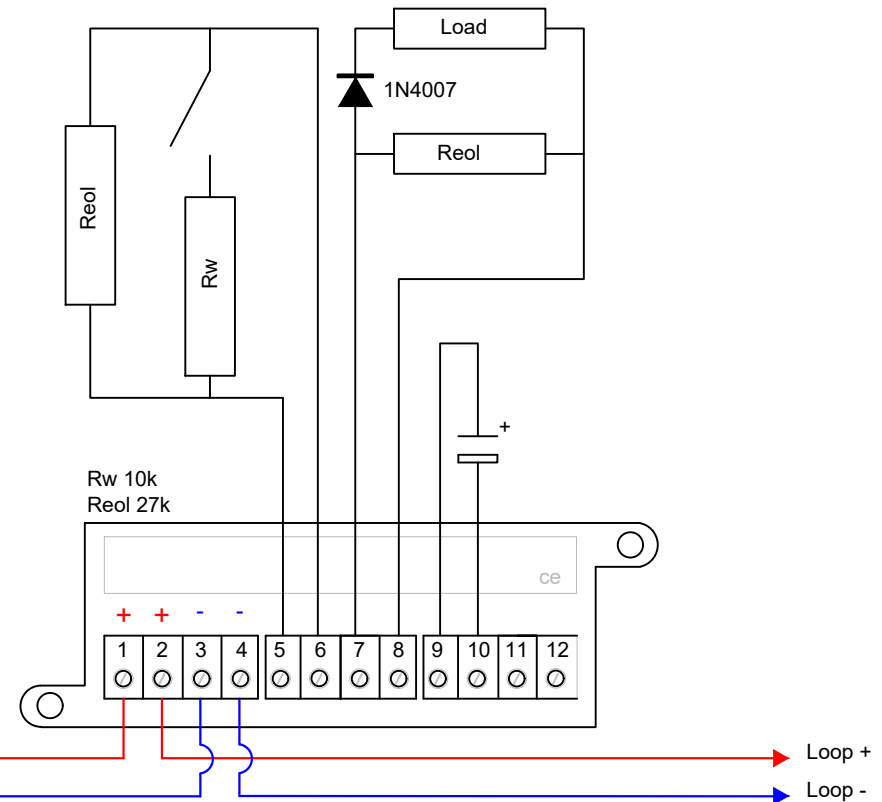 Load
1N4007
Reol
Reol
Rw
+
Rw 10k
Reol 27k
ce
+ + - -
1 2 3 4 5 6 7 8 9 10 11 12
Loop +
Loop -